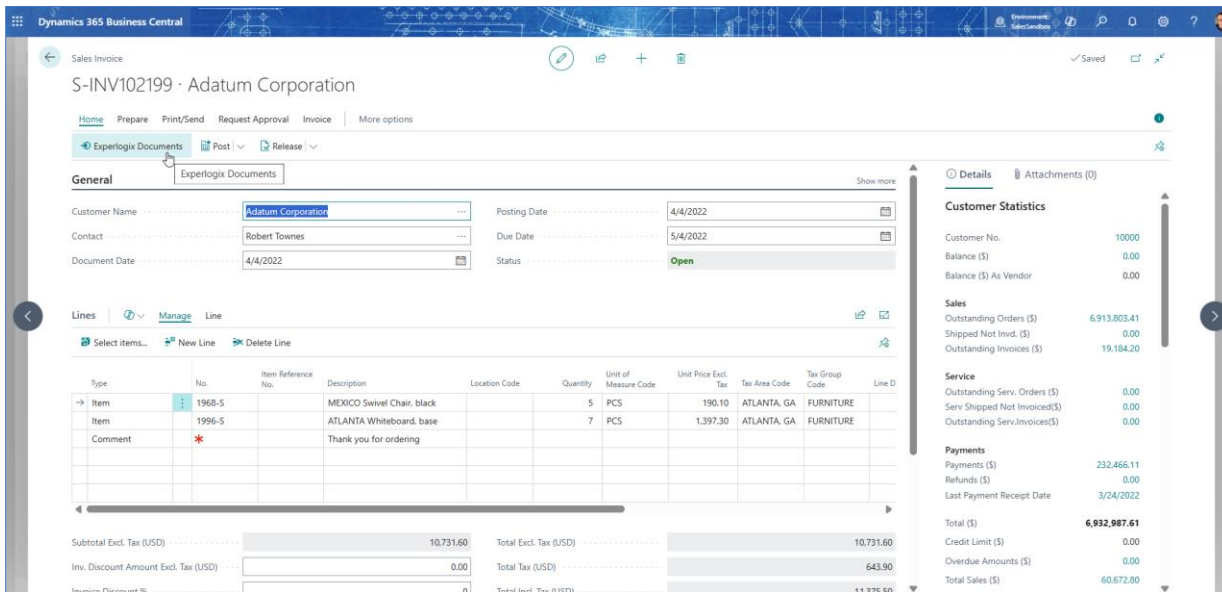 Dynamics 365 Business Central
Environment:
SalesSandbox
?
Sales Invoice
Saved
S-INV102199 · Adatum Corporation
Home Prepare Print/Send Request Approval Invoice More options
Experlogix Documents Post Release
Experlogix Documents
General
Show more
Customer Name Adatum Corporation ...
Contact Robert Townes ...
Document Date 4/4/2022
Posting Date 4/4/2022
Due Date 5/4/2022
Status Open
Lines Manage Line
Select items... New Line Delete Line
Type No. Item Reference No. Description Location Code Quantity Unit of Measure Code Unit Price Excl. Tax Tax Area Code Tax Group Code Line D
Item 1968-S MEXICO Swivel Chair, black 5 PCS 190.10 ATLANTA, GA FURNITURE
Item 1996-S ATLANTA Whiteboard, base 7 PCS 1,397.30 ATLANTA, GA FURNITURE
Comment * Thank you for ordering
Subtotal Excl. Tax (USD) 10,731.60
Inv. Discount Amount Excl. Tax (USD) 0.00
Invoice Discount % 0
Total Excl. Tax (USD) 10,731.60
Total Tax (USD) 643.90
Total Incl. Tax (USD) 11,375.50
Details Attachments (0)
Customer Statistics
Customer No. 10000
Balance ($) 0.00
Balance ($) As Vendor 0.00
Sales
Outstanding Orders ($) 6,913,803.41
Shipped Not Invd. ($) 0.00
Outstanding Invoices ($) 19,184.20
Service
Outstanding Serv. Orders ($) 0.00
Serv Shipped Not Invoiced($) 0.00
Outstanding Serv.Invoices($) 0.00
Payments
Payments ($) 232,466.11
Refunds ($) 0.00
Last Payment Receipt Date 3/24/2022
Total ($) 6,932,987.61
Credit Limit ($) 0.00
Overdue Amounts ($) 0.00
Total Sales ($) 60,672.80